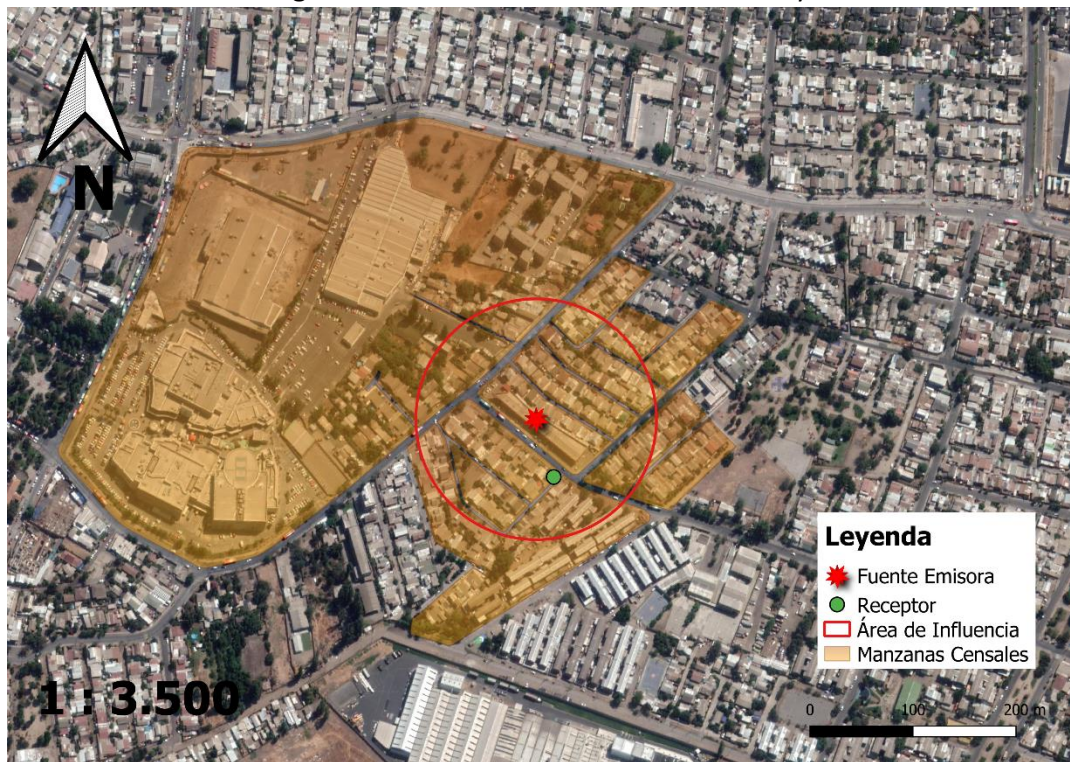 N
Leyenda
Fuente Emisora
Receptor
Área de Influencia
Manzanas Censales
1 : 3.500
0 100 200 m